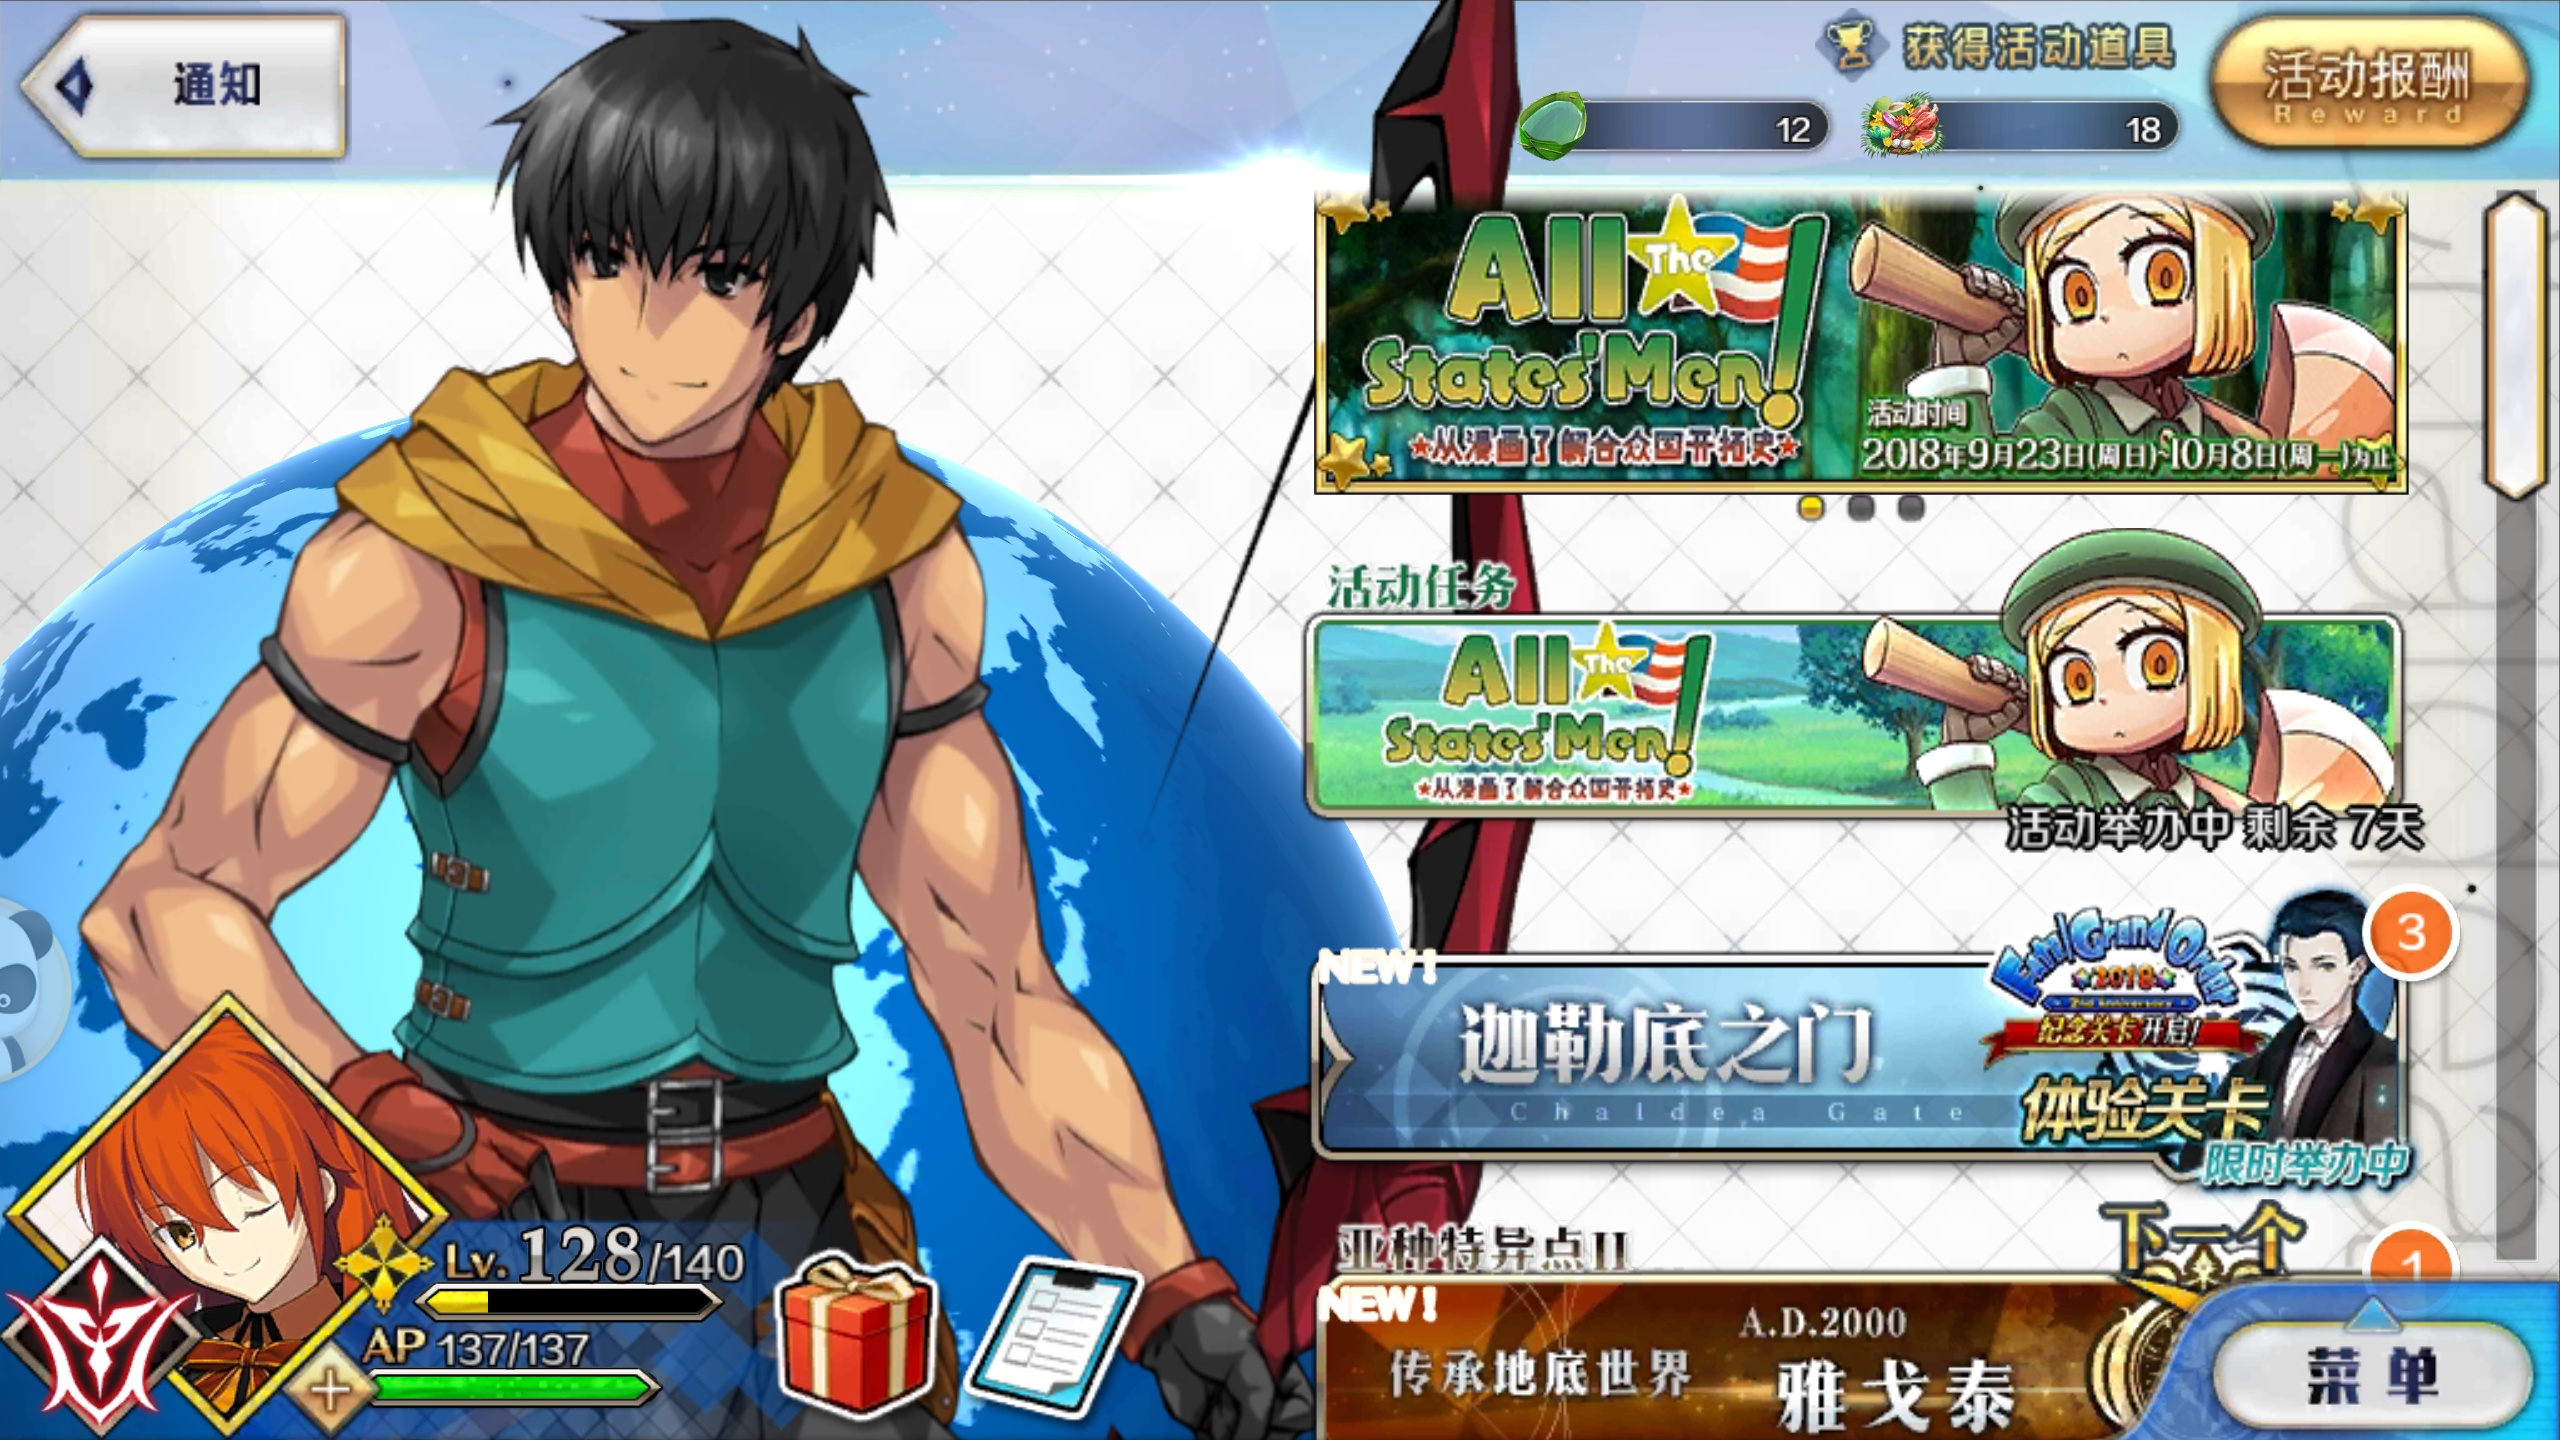 通知
获得活动道具
12
18
活动报酬
Reward
All The
States'Men!
★从漫画了解合众国开拓史★
活动时间
2018年9月23日(周日)~10月8日(周一)为止
活动任务
All The
States'Men!
★从漫画了解合众国开拓史★
活动举办中 剩余 7天
NEW!
迦勒底之门
Chaldea Gate
Fate/Grand Order
★2018★
2nd Anniversary
纪念关卡开启!
体验关卡
限时举办中
3
亚种特异点II
下一个
1
NEW!
A.D.2000
传承地底世界
雅戈泰
Lv. 128/140
AP 137/137
菜单